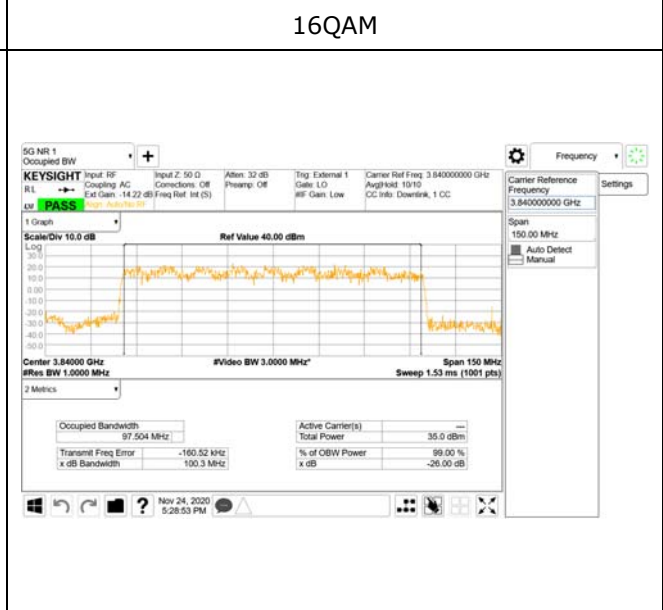 16QAM
5G NR 1
Occupied BW
Frequency
KEYSIGHT
Input: RF
Input Z: 50 Ω
Atten: 32 dB
Trig: External 1
Carrier Ref Freq: 3.840000000 GHz
RL
Coupling: AC
Corrections: Off
Preamp: Off
Gate: LO
Avg|Hold: 10/10
Ext Gain: -14.22 dB
Freq Ref: Int (S)
#IF Gain: Low
CC Info: Downlink, 1 CC
PASS
Align: Auto/No RF
Carrier Reference
Frequency
3.840000000 GHz
Settings
Span
150.00 MHz
Auto Detect
Manual
1 Graph
Scale/Div 10.0 dB
Ref Value 40.00 dBm
Log
30.0
20.0
10.0
0.00
-10.0
-20.0
-30.0
-40.0
-50.0
Center 3.84000 GHz
#Video BW 3.0000 MHz*
Span 150 MHz
#Res BW 1.0000 MHz
Sweep 1.53 ms (1001 pts)
2 Metrics
Occupied Bandwidth
97.504 MHz
Transmit Freq Error -160.52 kHz
x dB Bandwidth 100.3 MHz
Active Carrier(s) ---
Total Power 35.0 dBm
% of OBW Power 99.00 %
x dB -26.00 dB
Nov 24, 2020
5:28:53 PM